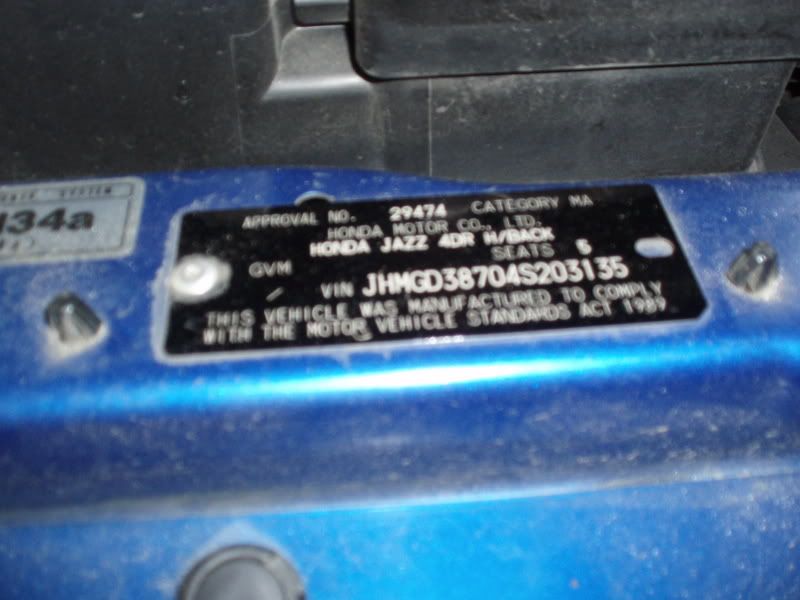 134a
APPROVAL NO. 29474 CATEGORY MA
HONDA MOTOR CO., LTD.
HONDA JAZZ 4DR H/BACK
SEATS 5
GVM
VIN JHMGD38704S203135
THIS VEHICLE WAS MANUFACTURED TO COMPLY
WITH THE MOTOR VEHICLE STANDARDS ACT 1989.